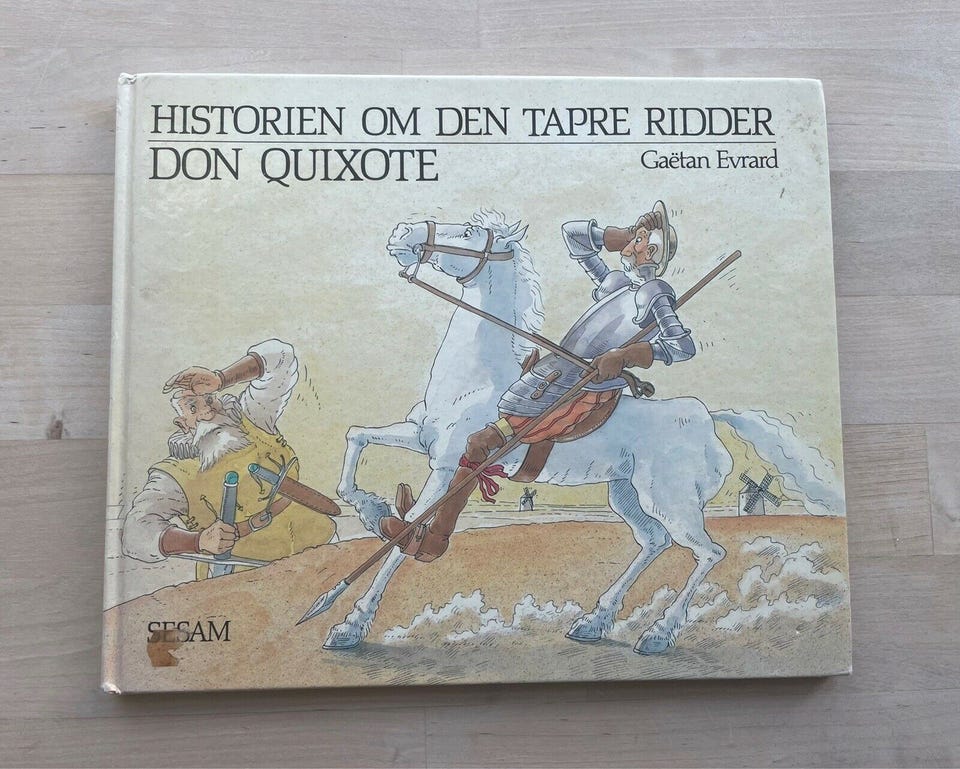 HISTORIEN OM DEN TAPRE RIDDER
DON QUIXOTE
Gaëtan Evrard
SESAM